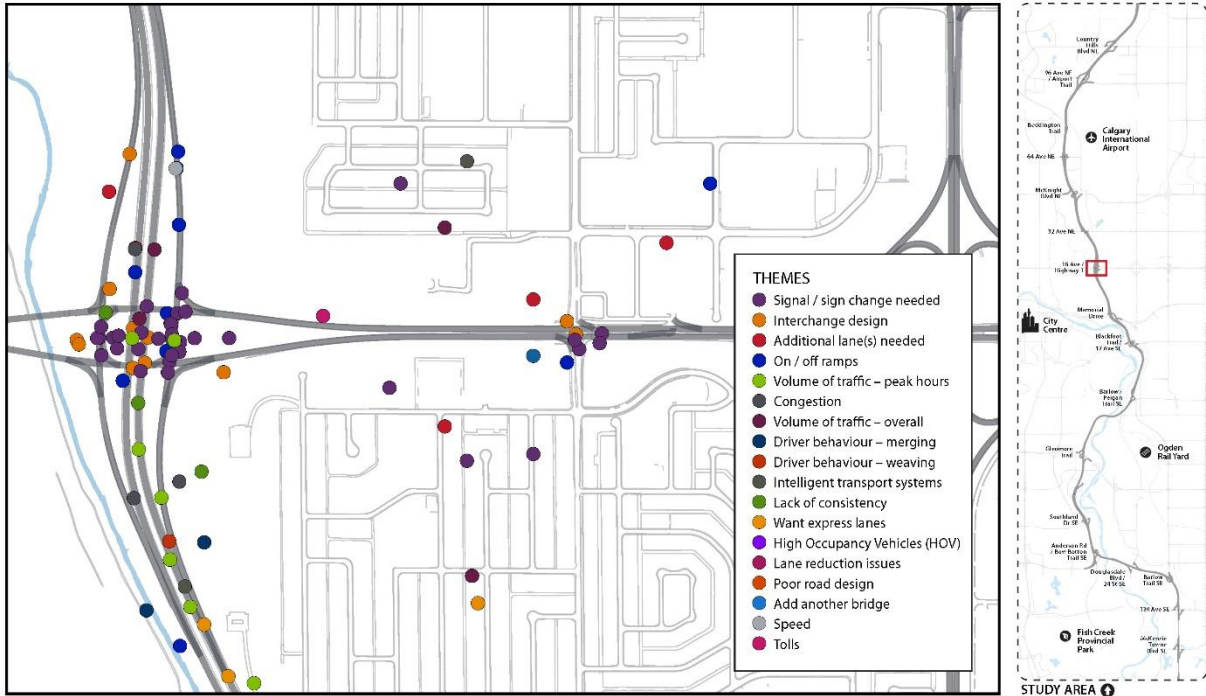 THEMES
Signal / sign change needed
Interchange design
Additional lane(s) needed
On / off ramps
Volume of traffic – peak hours
Congestion
Volume of traffic – overall
Driver behaviour – merging
Driver behaviour – weaving
Intelligent transport systems
Lack of consistency
Want express lanes
High Occupancy Vehicles (HOV)
Lane reduction issues
Poor road design
Add another bridge
Speed
Tolls
Country
Hills
Blvd NE
96 Ave NE
/ Airport
Trail
Beddington
Trail
Calgary
International
Airport
64 Ave NE
McKnight
Blvd NE
32 Ave NE
16 Ave /
Highway 1
Memorial
Drive
City
Centre
Blackfoot
Trail /
17 Ave SE
Barlow /
Peigan
Trail SE
Glenmore
Trail
Ogden
Rail Yard
Southland
Dr SE
Anderson Rd
/ Bow Bottom
Trail SE
Douglasdale
Blvd /
24 St SE
Barlow
Trail SE
130 Ave SE
Fish Creek
Provincial
Park
McKenzie
Towne
Blvd SE
STUDY AREA